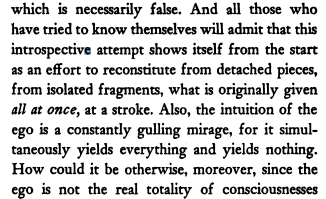 which is necessarily false. And all those who
have tried to know themselves will admit that this
introspective attempt shows itself from the start
as an effort to reconstitute from detached pieces,
from isolated fragments, what is originally given
all at once, at a stroke. Also, the intuition of the
ego is a constantly gulling mirage, for it simul-
taneously yields everything and yields nothing.
How could it be otherwise, moreover, since the
ego is not the real totality of consciousnesses